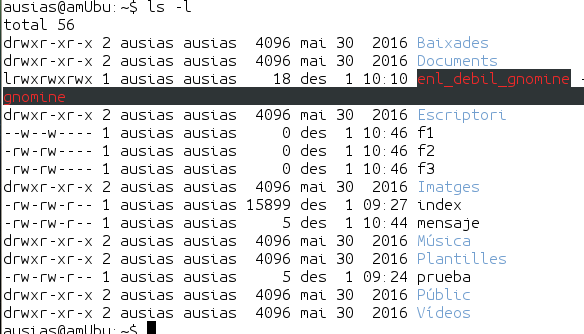 ausias@amUbu:~$ ls -l
total 56
drwxr-xr-x 2 ausias ausias  4096 mai 30  2016 Baixades
drwxr-xr-x 2 ausias ausias  4096 mai 30  2016 Documents
lrwxrwxrwx 1 ausias ausias    18 des  1 10:10 enl_debil_gnomine -
gnomine
drwxr-xr-x 2 ausias ausias  4096 mai 30  2016 Escriptori
--w--w---- 1 ausias ausias     0 des  1 10:46 f1
-rw-rw---- 1 ausias ausias     0 des  1 10:46 f2
-rw-rw---- 1 ausias ausias     0 des  1 10:46 f3
drwxr-xr-x 2 ausias ausias  4096 mai 30  2016 Imatges
-rw-rw-r-- 1 ausias ausias 15899 des  1 09:27 index
-rw-rw-r-- 1 ausias ausias     5 des  1 10:44 mensaje
drwxr-xr-x 2 ausias ausias  4096 mai 30  2016 Música
drwxr-xr-x 2 ausias ausias  4096 mai 30  2016 Plantilles
-rw-rw-r-- 1 ausias ausias     5 des  1 09:24 prueba
drwxr-xr-x 2 ausias ausias  4096 mai 30  2016 Públic
drwxr-xr-x 2 ausias ausias  4096 mai 30  2016 Vídeos
ausias@amUbu:~$